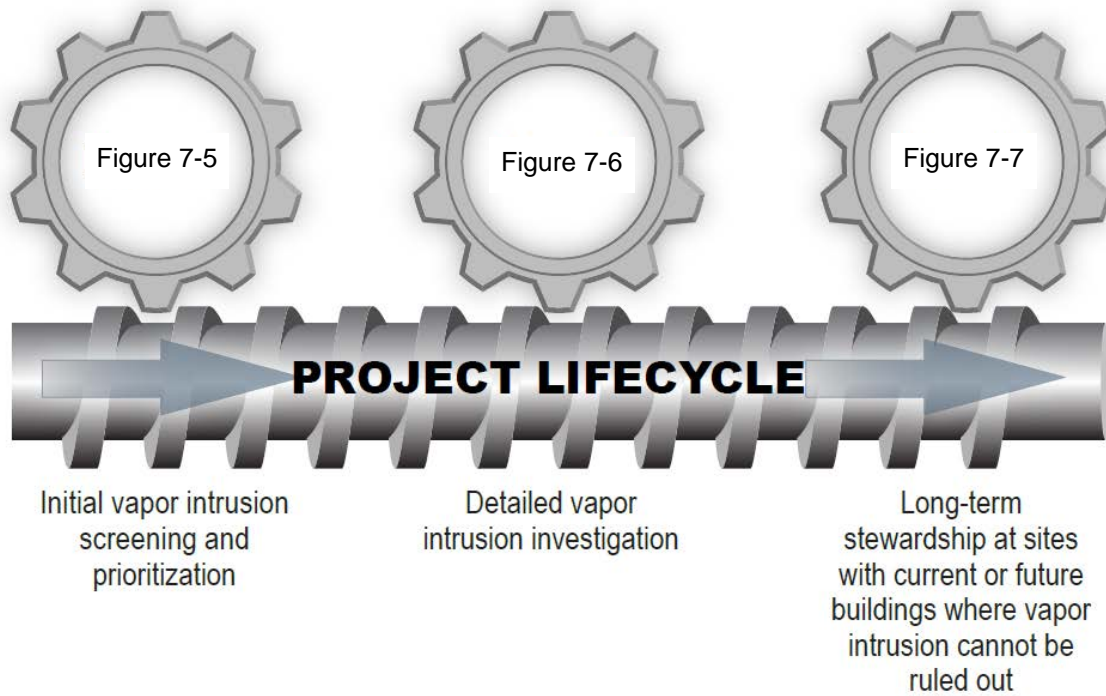 Figure 7-5
Figure 7-6
Figure 7-7
PROJECT LIFECYCLE
Initial vapor intrusion
screening and
prioritization
Detailed vapor
intrusion investigation
Long-term
stewardship at sites
with current or future
buildings where vapor
intrusion cannot be
ruled out